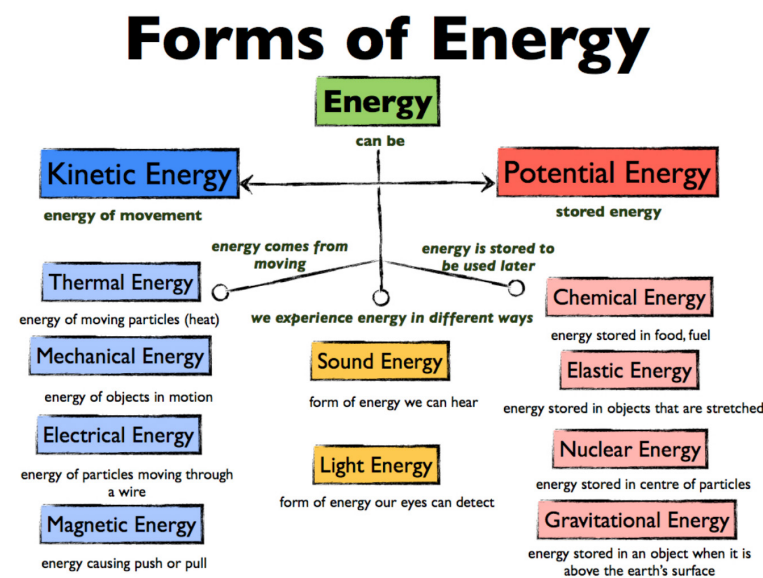 Forms of Energy
Energy
can be
Kinetic Energy
energy of movement
Potential Energy
stored energy
energy comes from
moving
energy is stored to
be used later
we experience energy in different ways
Thermal Energy
energy of moving particles (heat)
Mechanical Energy
energy of objects in motion
Electrical Energy
energy of particles moving through
a wire
Magnetic Energy
energy causing push or pull
Sound Energy
form of energy we can hear
Light Energy
form of energy our eyes can detect
Chemical Energy
energy stored in food, fuel
Elastic Energy
energy stored in objects that are stretched
Nuclear Energy
energy stored in centre of particles
Gravitational Energy
energy stored in an object when it is
above the earth's surface